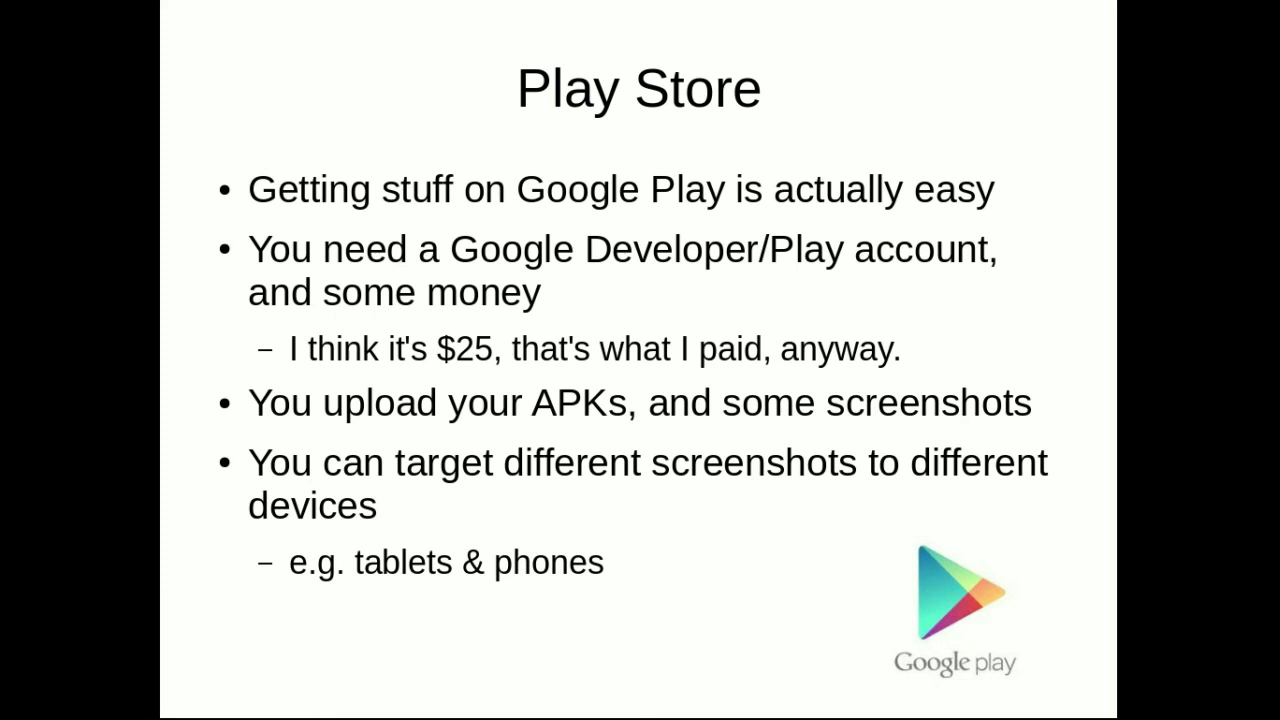 Play Store
• Getting stuff on Google Play is actually easy
• You need a Google Developer/Play account,
and some money
– I think it's $25, that's what I paid, anyway.
• You upload your APKs, and some screenshots
• You can target different screenshots to different
devices
– e.g. tablets & phones
Google play